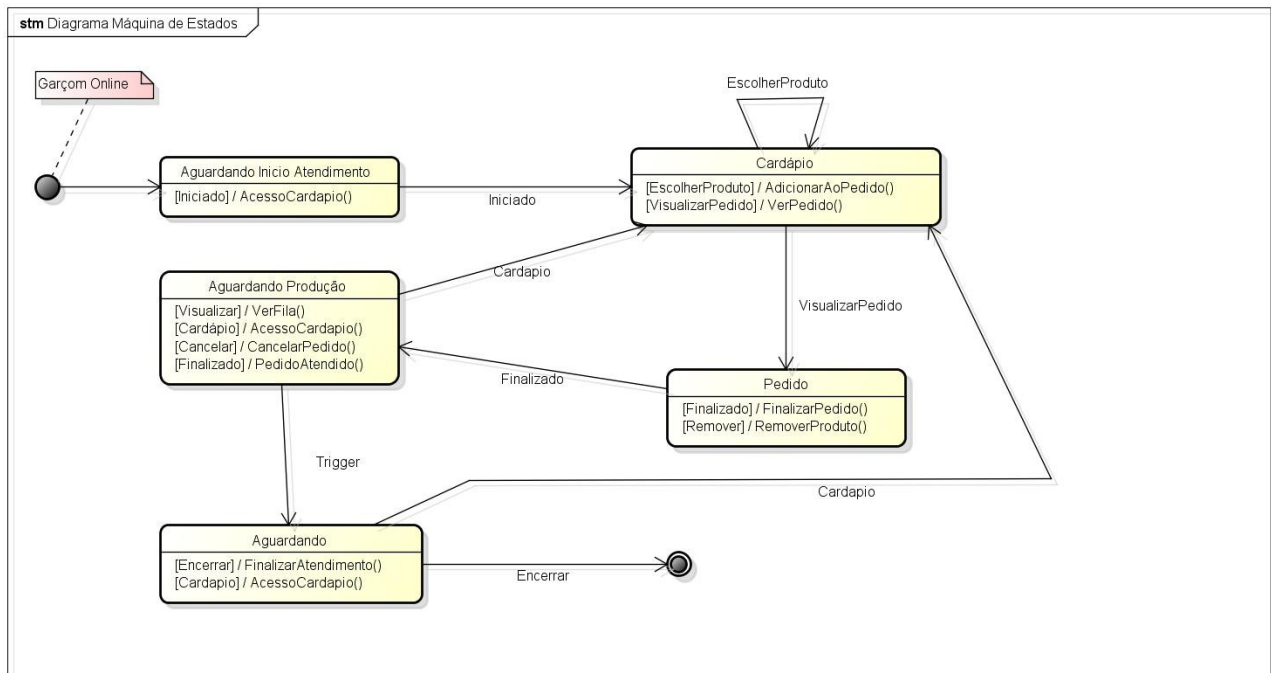 stm Diagrama Máquina de Estados
Garçom Online
EscolherProduto
Aguardando Inicio Atendimento
[Iniciado] / AcessoCardapio()
Iniciado
Cardápio
[EscolherProduto] / AdicionarAoPedido()
[VisualizarPedido] / VerPedido()
Cardapio
Aguardando Produção
[Visualizar] / VerFila()
[Cardápio] / AcessoCardapio()
[Cancelar] / CancelarPedido()
[Finalizado] / PedidoAtendido()
VisualizarPedido
Finalizado
Pedido
[Finalizado] / FinalizarPedido()
[Remover] / RemoverProduto()
Trigger
Cardapio
Aguardando
[Encerrar] / FinalizarAtendimento()
[Cardapio] / AcessoCardapio()
Encerrar